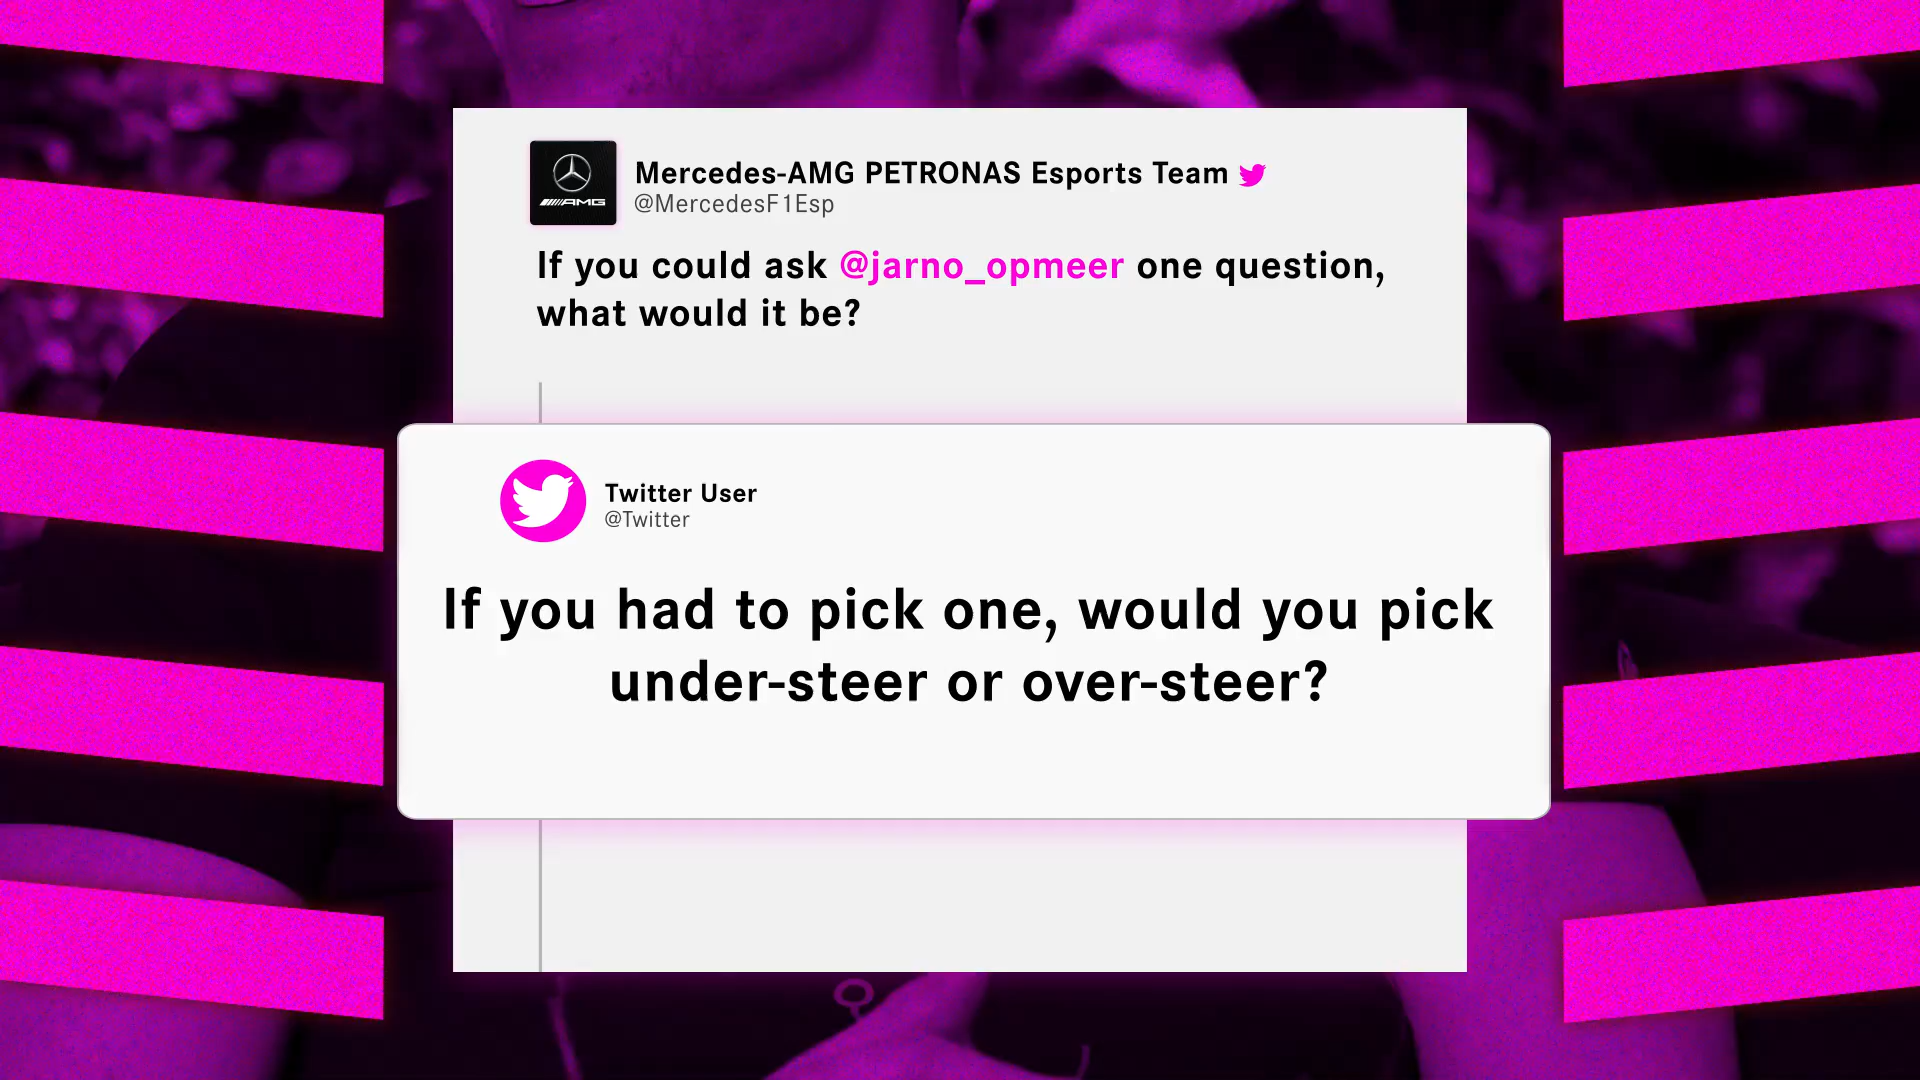 AMG
Mercedes-AMG PETRONAS Esports Team
@MercedesF1Esp
If you could ask @jarno_opmeer one question,
what would it be?
Twitter User
@Twitter
If you had to pick one, would you pick
under-steer or over-steer?